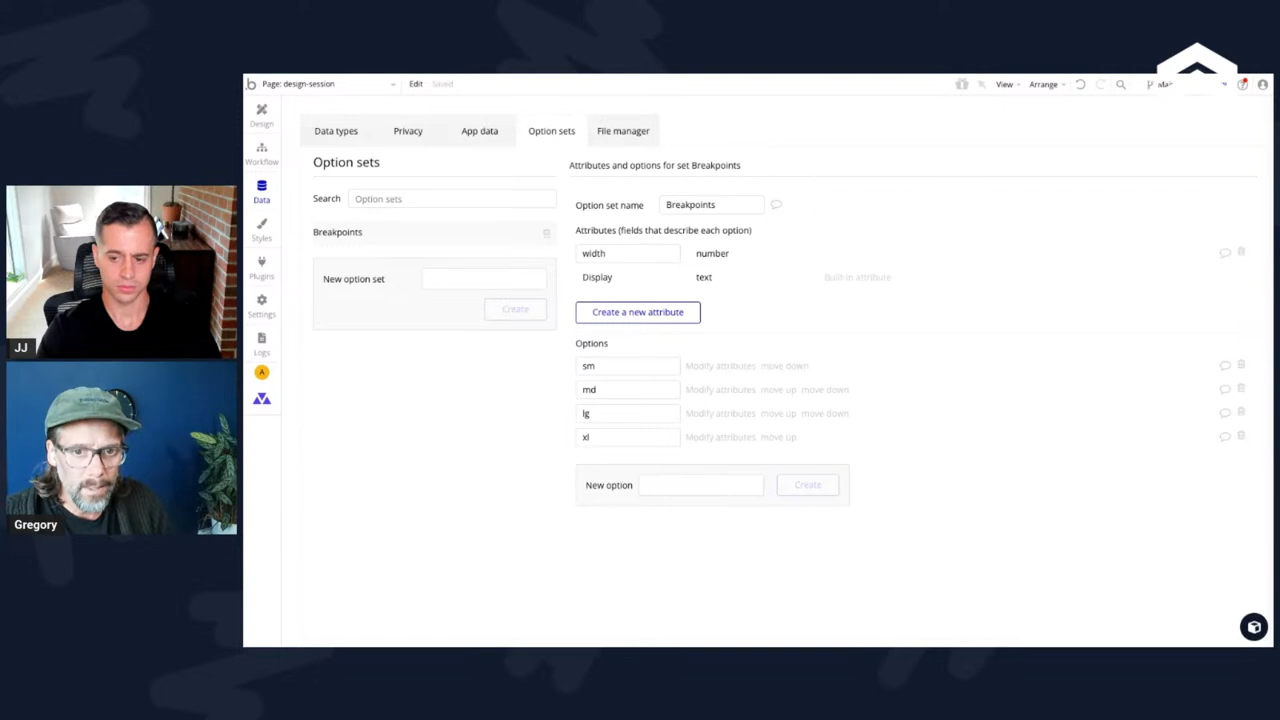 Page: design-session
Edit
Saved
View
Arrange
Design
Workflow
Data
Styles
Plugins
Settings
Logs
A
Data types
Privacy
App data
Option sets
File manager
Option sets
Search
Option sets
Breakpoints
New option set
Create
Attributes and options for set Breakpoints
Option set name
Breakpoints
Attributes (fields that describe each option)
width
number
Display
text
Built-in attribute
Create a new attribute
Options
sm
Modify attributes move down
md
Modify attributes move up move down
lg
Modify attributes move up move down
xl
Modify attributes move up
New option
Create
JJ
Gregory